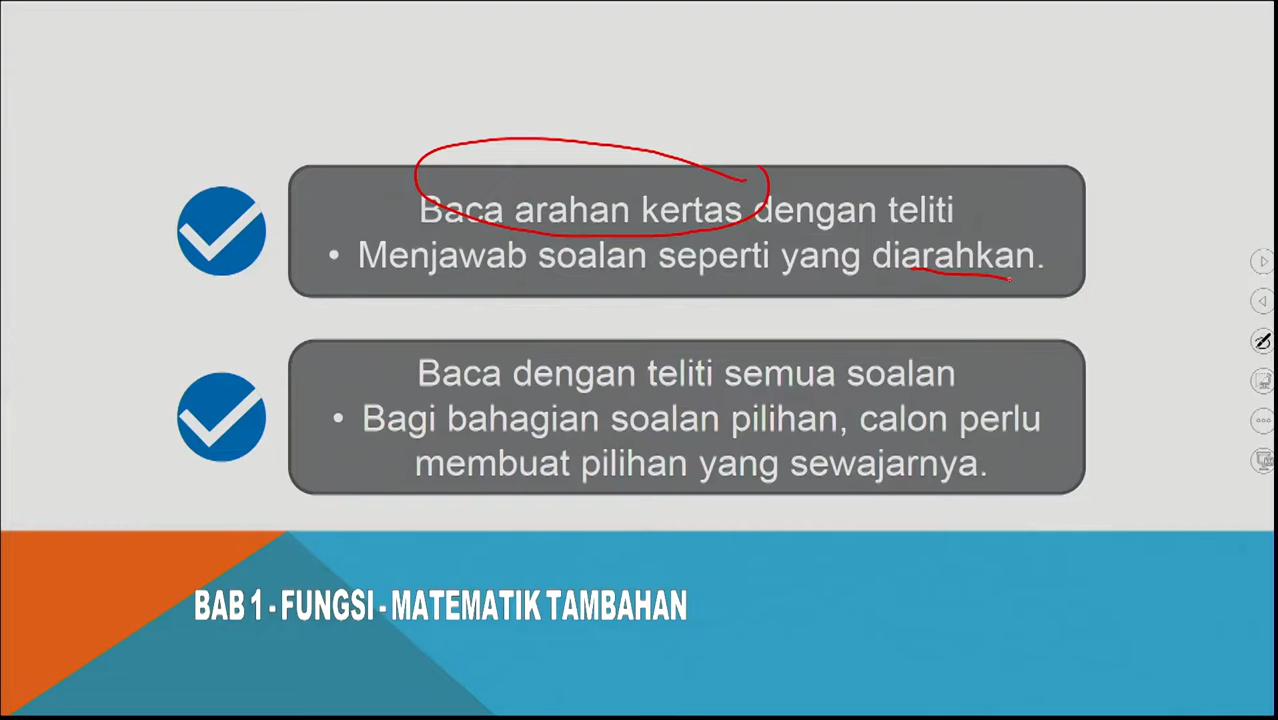 Baca arahan kertas dengan teliti
• Menjawab soalan seperti yang diarahkan.
Baca dengan teliti semua soalan
• Bagi bahagian soalan pilihan, calon perlu
membuat pilihan yang sewajarnya.
BAB 1 - FUNGSI - MATEMATIK TAMBAHAN